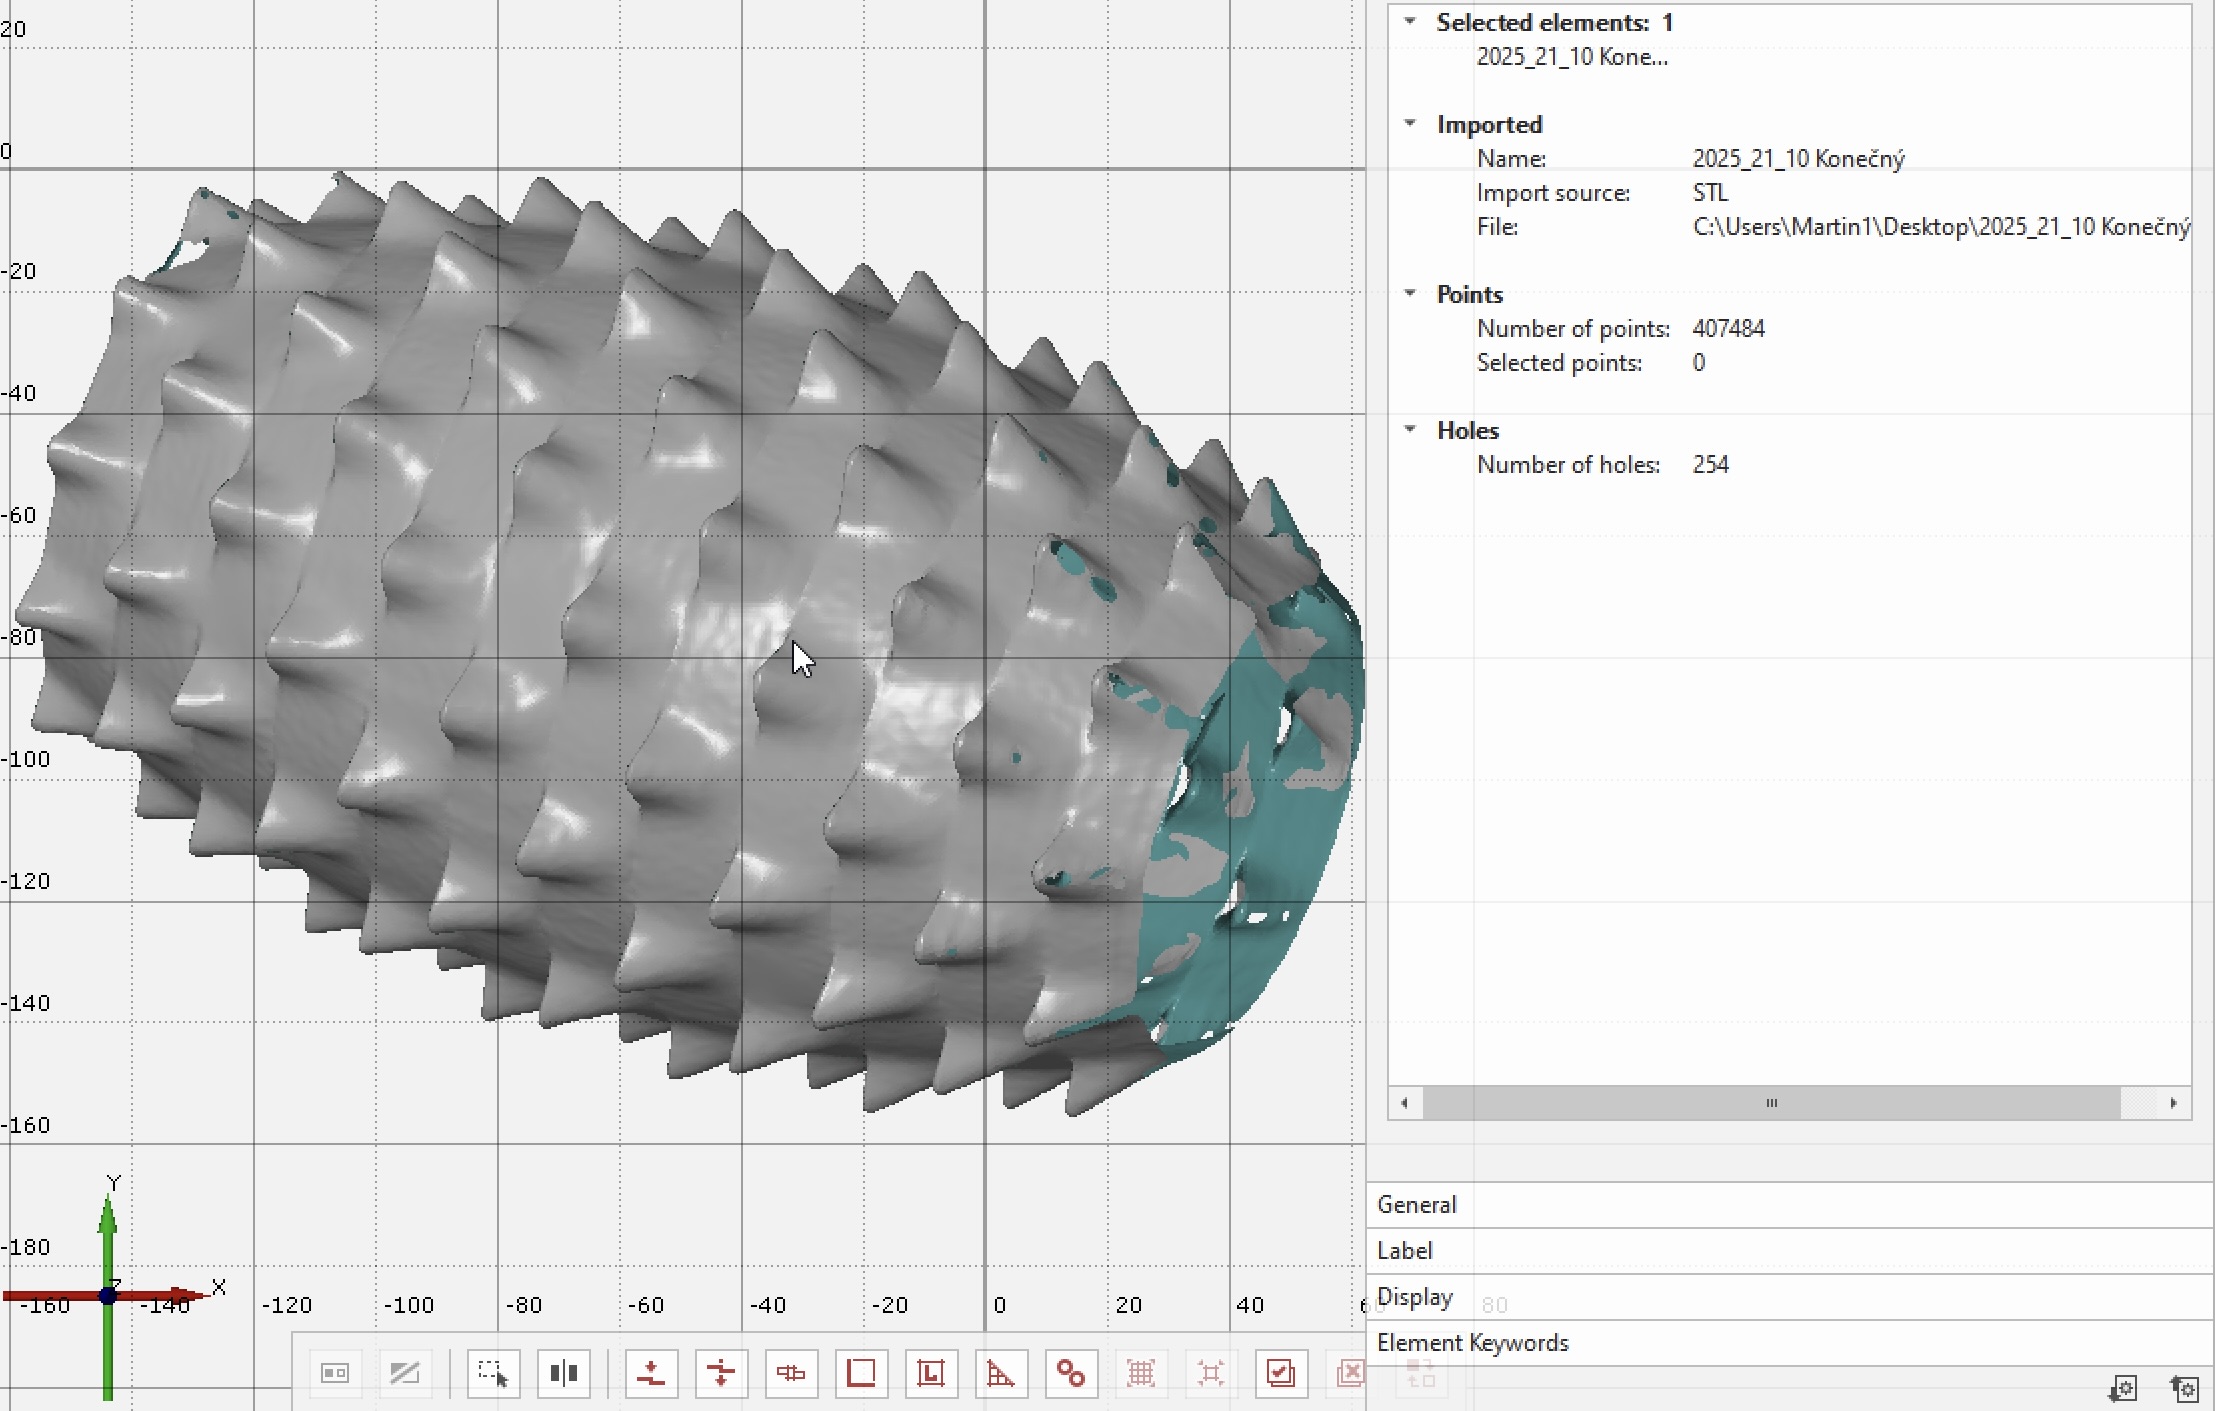 Selected elements: 1
2025_21_10 Kone...
Imported
Name: 2025_21_10 Konečný
Import source: STL
File: C:\Users\Martin1\Desktop\2025_21_10 Konečný
Points
Number of points: 407484
Selected points: 0
Holes
Number of holes: 254
20
0
-20
-40
-60
-80
-100
-120
-140
-160
-180
Y
Z
X
-160 -140 -120 -100 -80 -60 -40 -20 0 20 40 60 80
General
Label
Display
Element Keywords